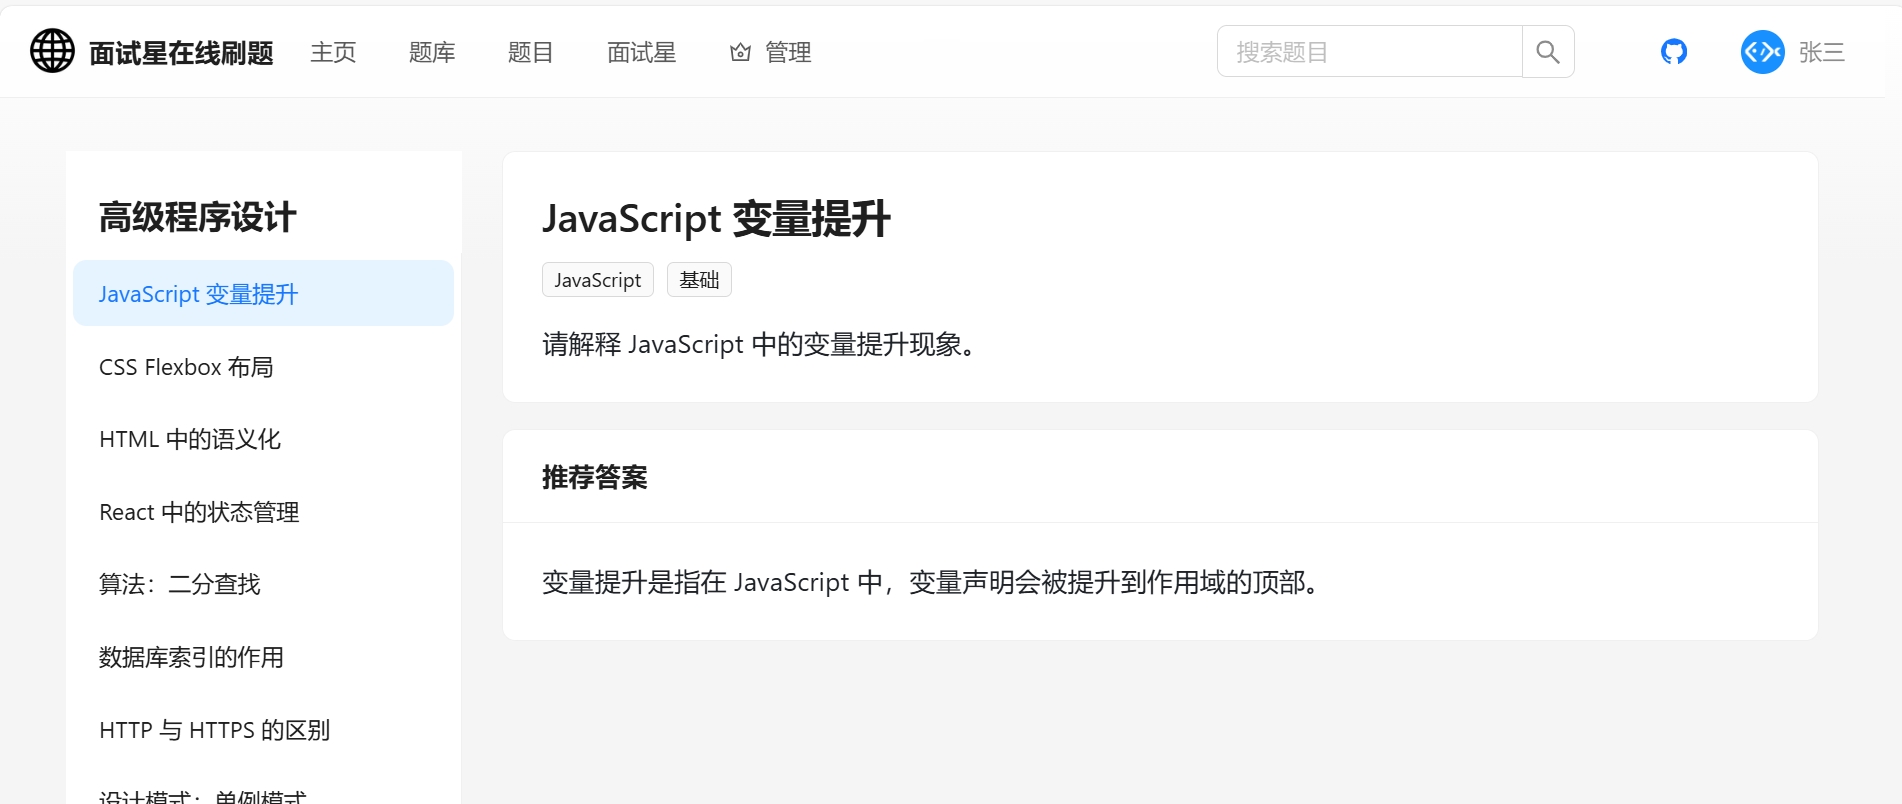 面试星在线刷题 主页 题库 题目 面试星 管理 搜索题目 张三
高级程序设计
JavaScript 变量提升
CSS Flexbox 布局
HTML 中的语义化
React 中的状态管理
算法：二分查找
数据库索引的作用
HTTP 与 HTTPS 的区别
设计模式：单例模式
JavaScript 变量提升
JavaScript 基础
请解释 JavaScript 中的变量提升现象。
推荐答案
变量提升是指在 JavaScript 中，变量声明会被提升到作用域的顶部。